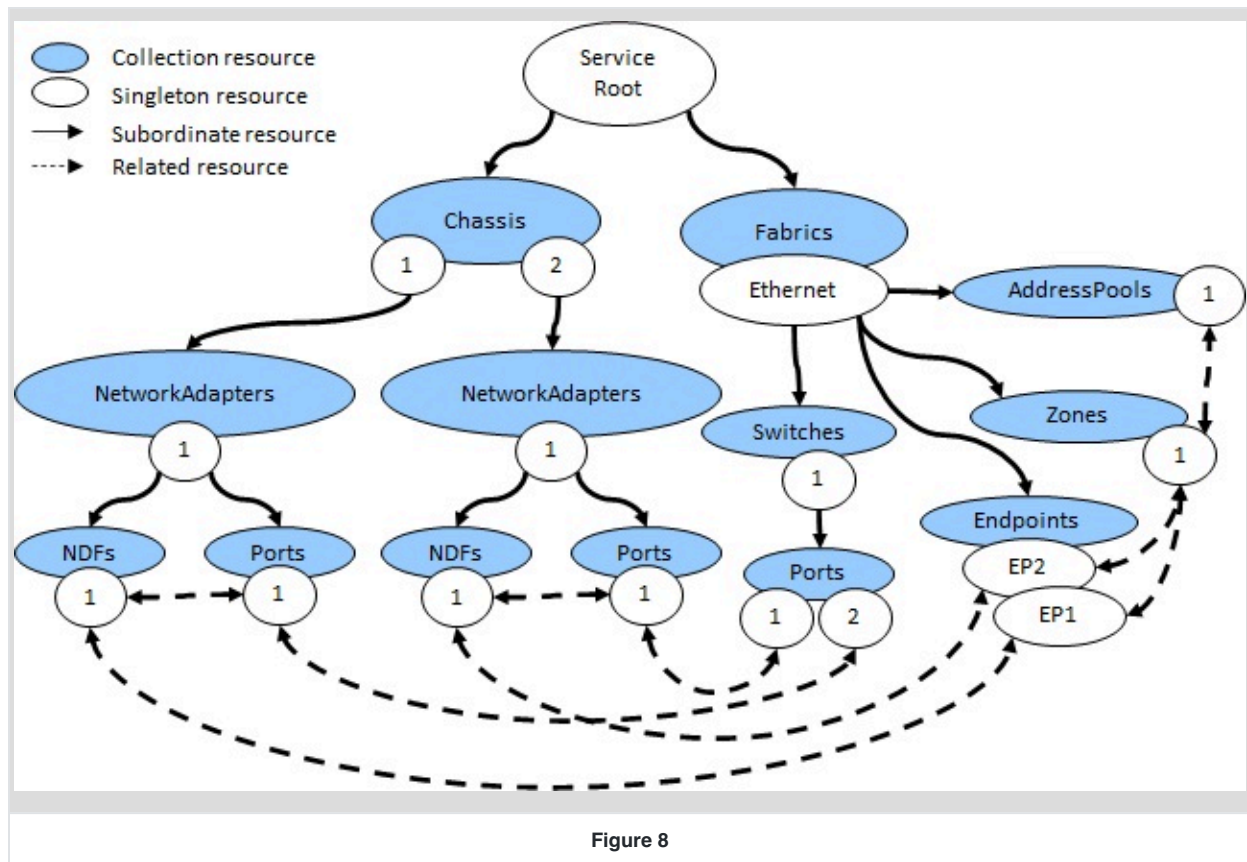 Collection resource
Singleton resource
Subordinate resource
Related resource
Service
Root
Chassis
1
2
Fabrics
Ethernet
AddressPools
1
NetworkAdapters
1
NetworkAdapters
1
Switches
1
Zones
1
NDFs
1
Ports
1
NDFs
1
Ports
1
Ports
1
2
Endpoints
EP2
EP1
Figure 8